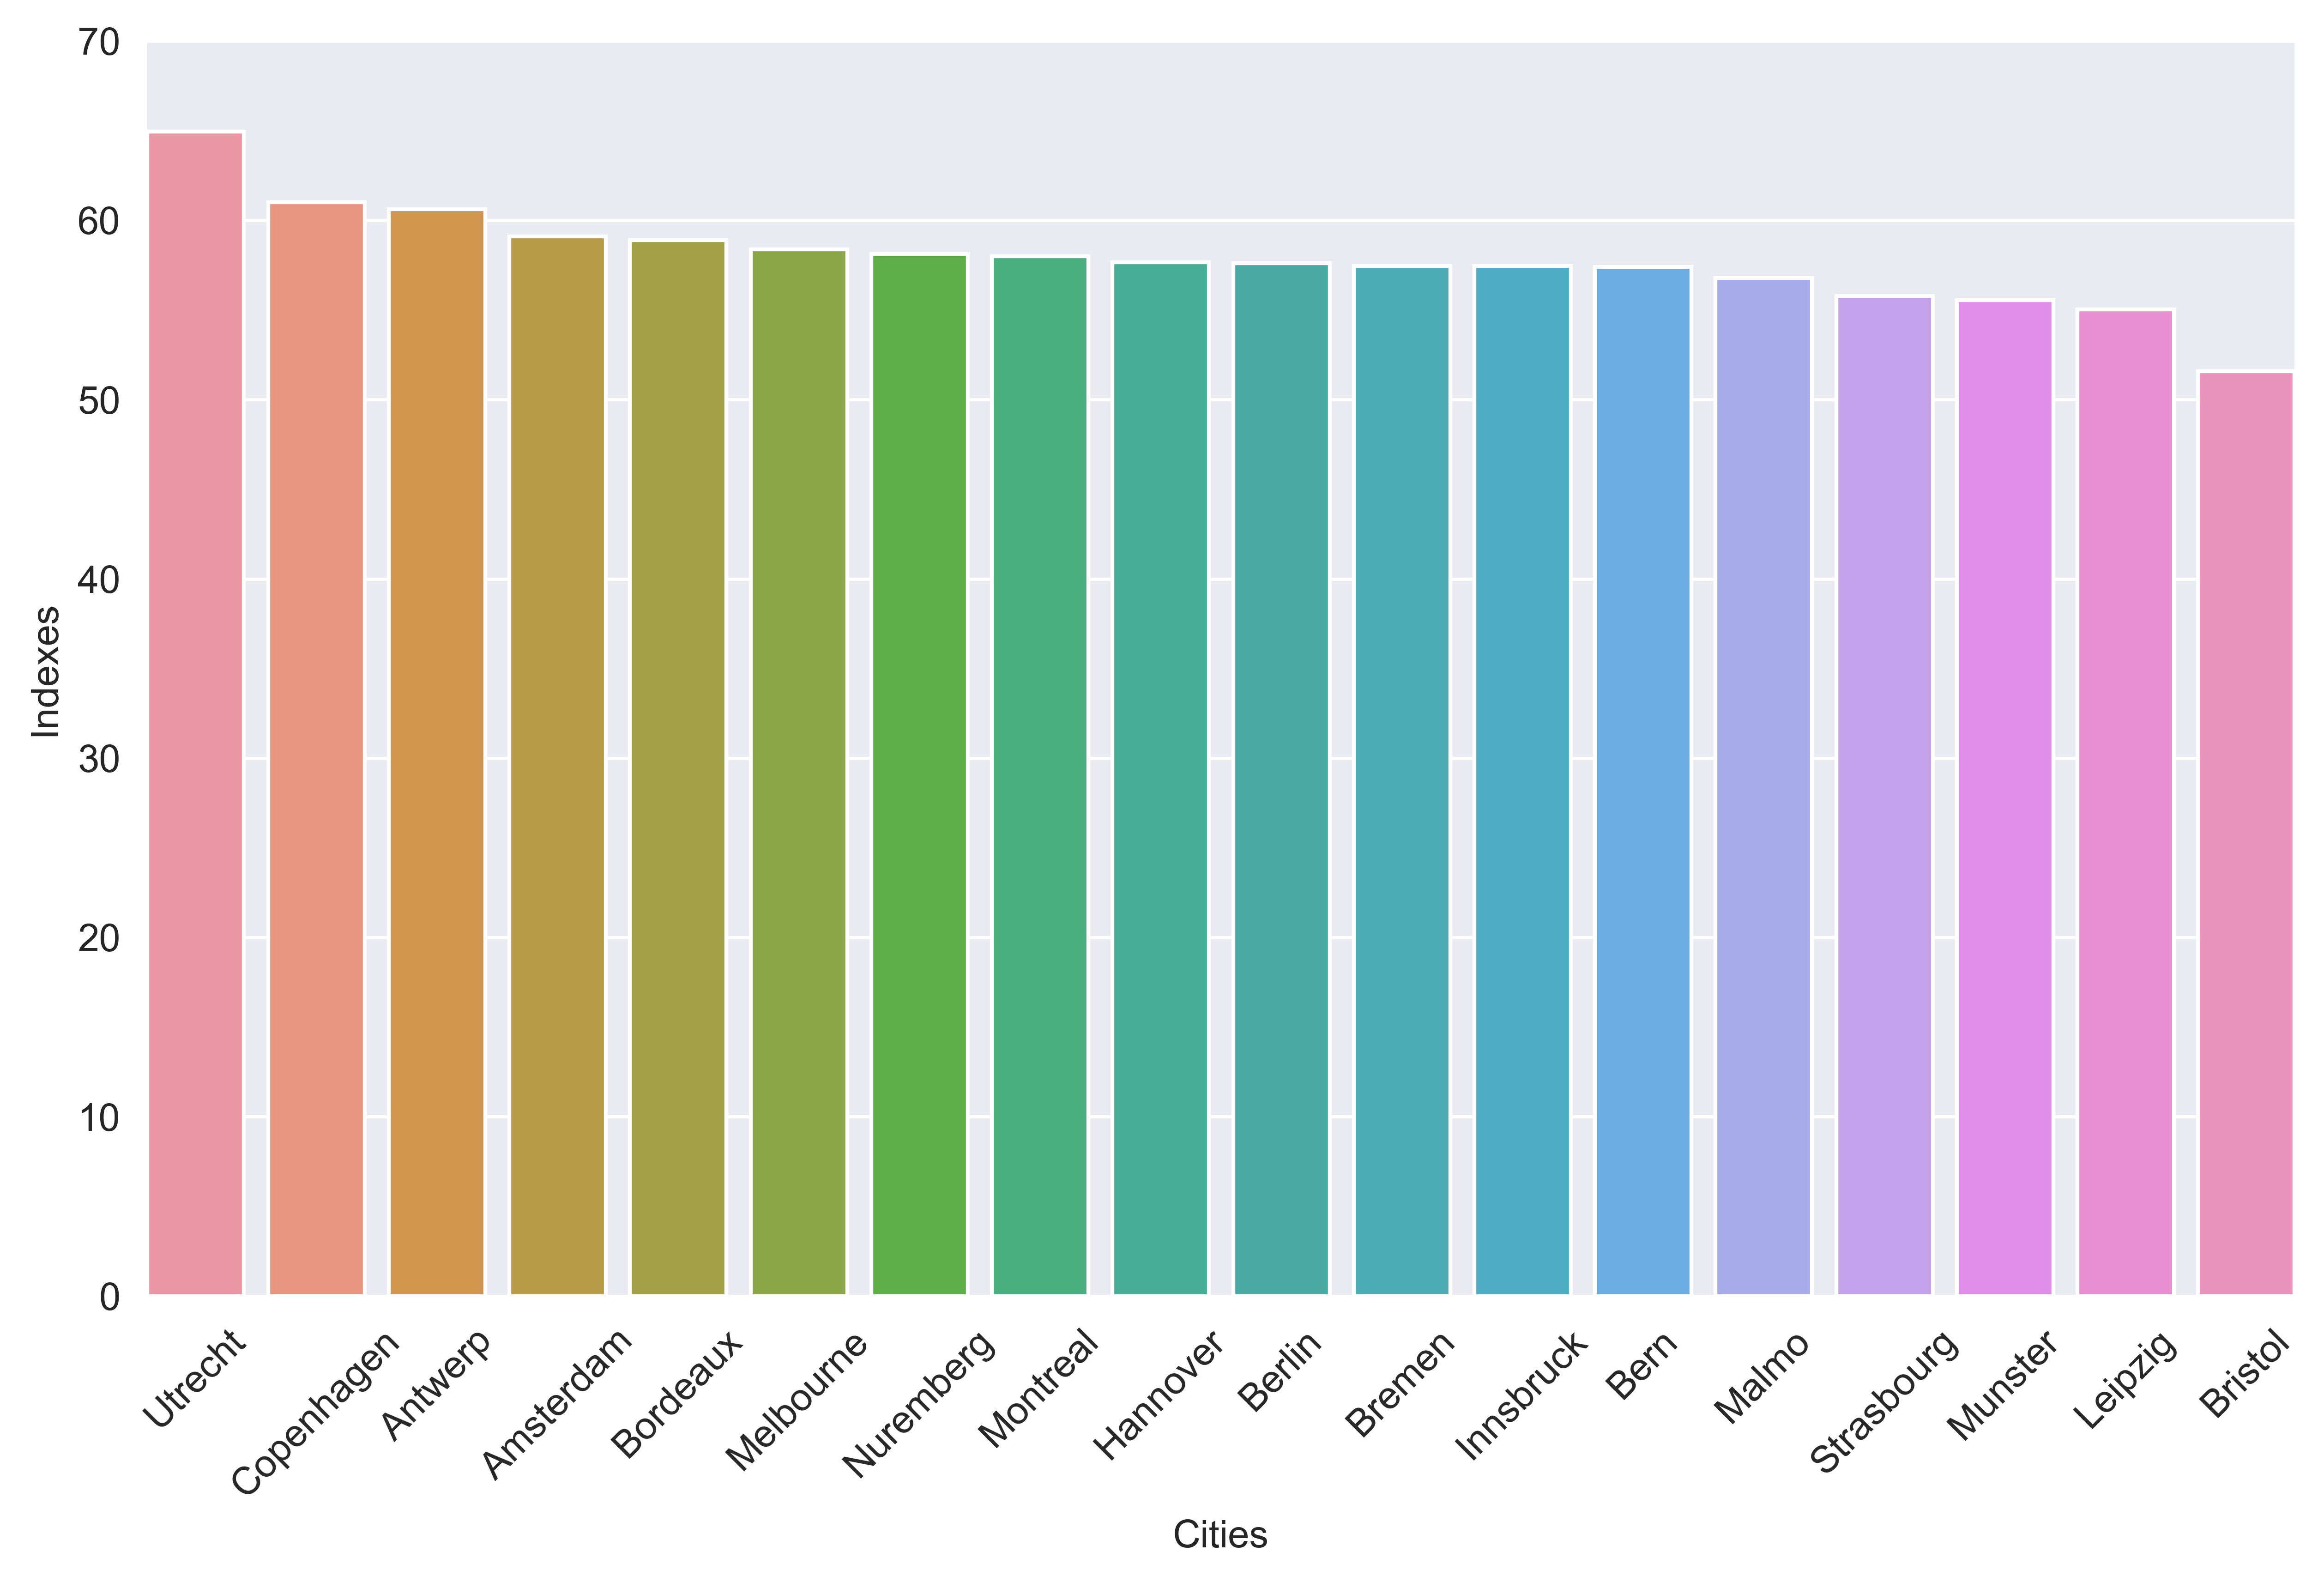 70
60
50
40
30
20
10
0
Indexes
Utrecht
Copenhagen
Antwerp
Amsterdam
Bordeaux
Melbourne
Nuremberg
Montreal
Hannover
Berlin
Bremen
Innsbruck
Bern
Malmo
Strasbourg
Munster
Leipzig
Bristol
Cities